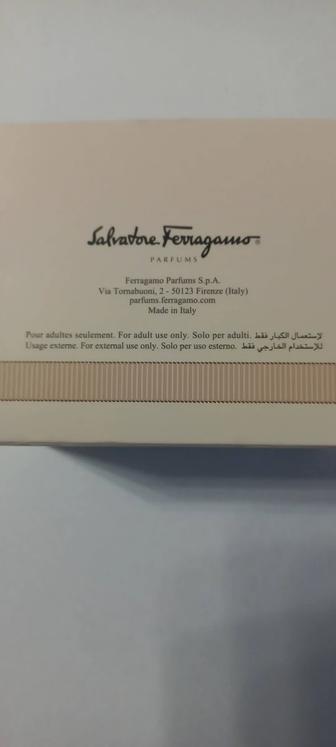 Salvatore Ferragamo®
PARFUMS
Ferragamo Parfums S.p.A.
Via Tornabuoni, 2 - 50123 Firenze (Italy)
parfums.ferragamo.com
Made in Italy
Pour adultes seulement. For adult use only. Solo per adulti. لإستعمال الكبار فقط
Usage externe. For external use only. Solo per uso esterno. للإستخدام الخارجي فقط